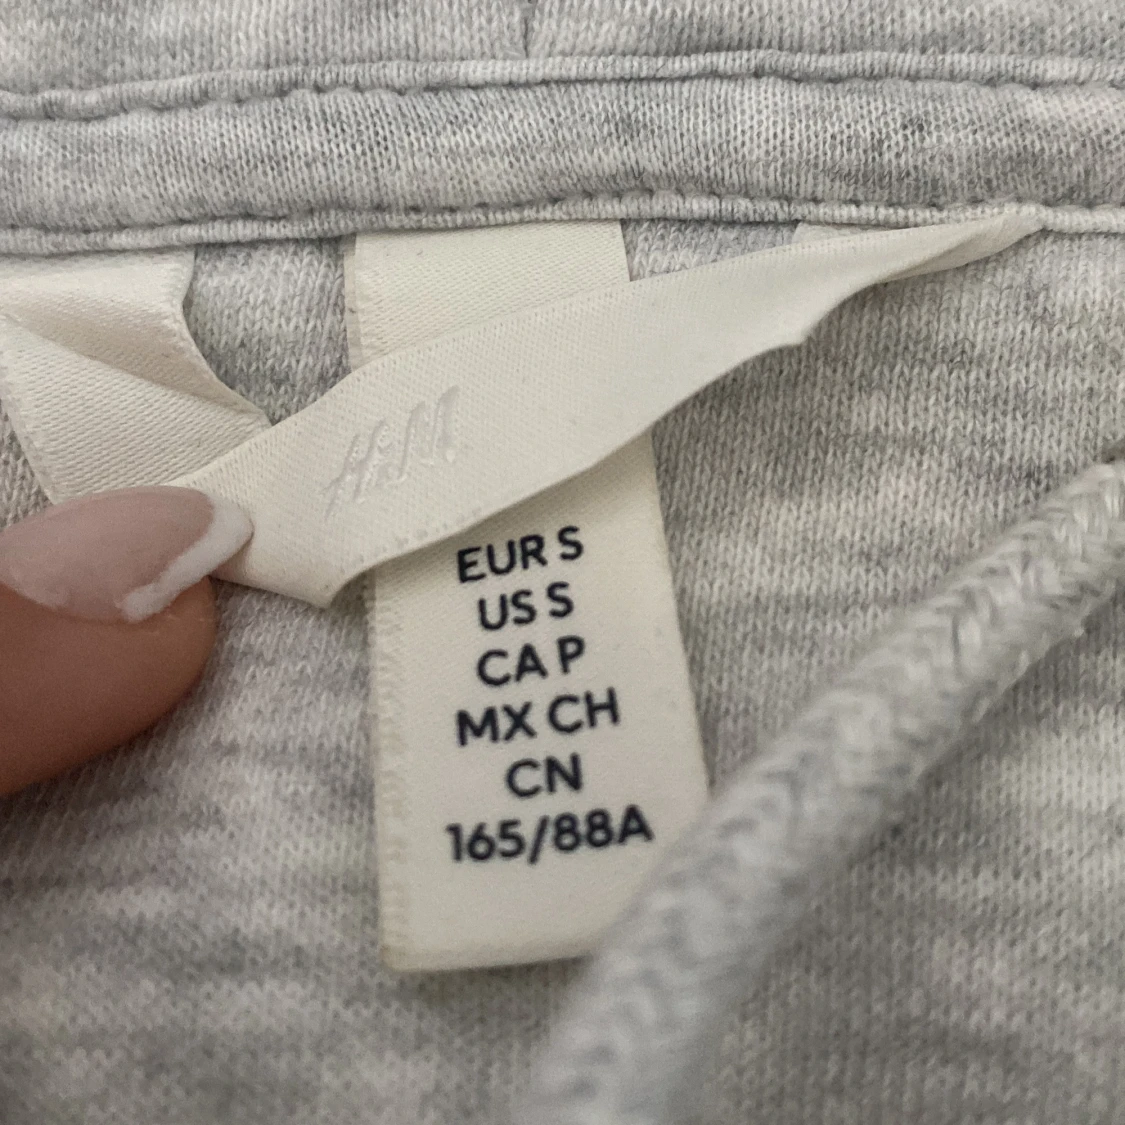 H&M
EUR S
US S
CA P
MX CH
CN
165/88A